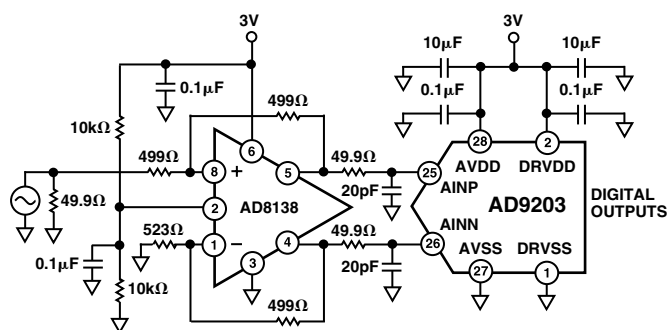 3V
3V
10μF
10μF
0.1μF
0.1μF
0.1μF
499Ω
10kΩ
28
2
6
49.9Ω
499Ω
5
25
AVDD
DRVDD
8
+
AINP
20pF
DIGITAL
OUTPUTS
49.9Ω
2
AD8138
AD9203
523Ω
49.9Ω
AINN
1
−
4
26
AVSS
DRVSS
0.1μF
3
20pF
27
1
10kΩ
499Ω